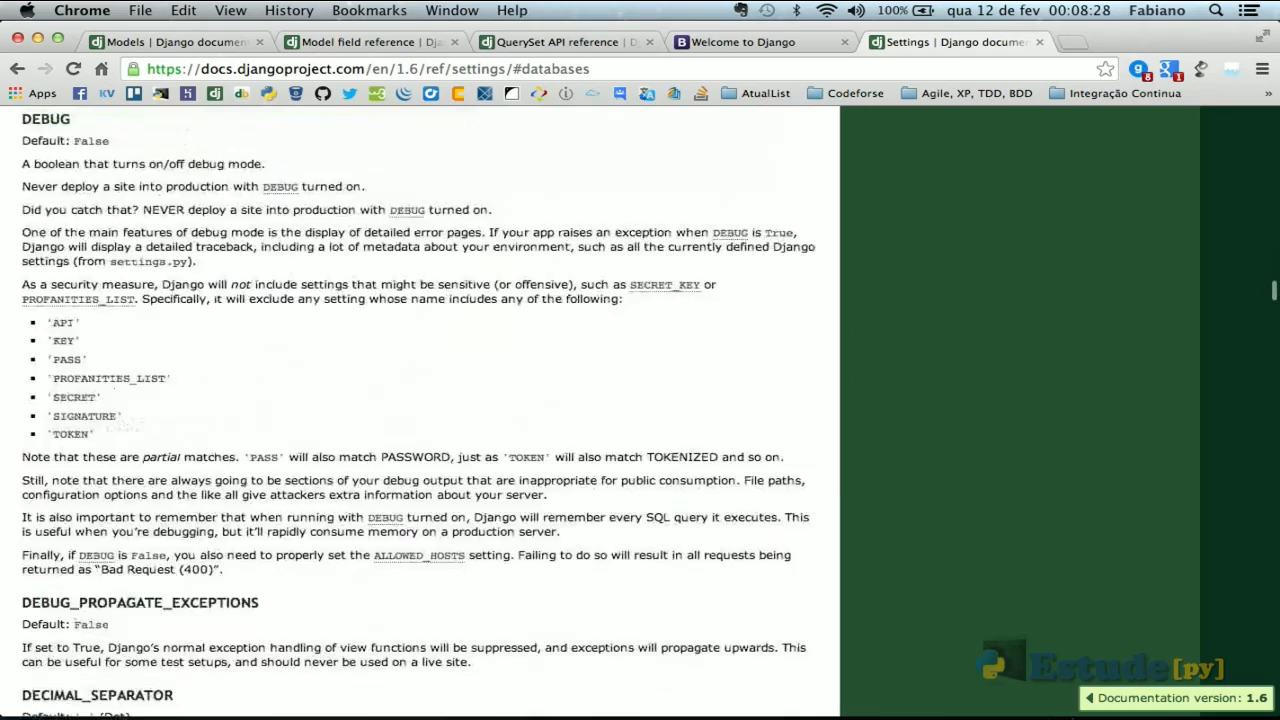 Chrome File Edit View History Bookmarks Window Help 100% qua 12 de fev 00:08:28 Fabiano
Models | Django document
Model field reference | Dja
QuerySet API reference | D
Welcome to Django
Settings | Django documen
https://docs.djangoproject.com/en/1.6/ref/settings/#databases
Apps KV AtualList Codeforse Agile, XP, TDD, BDD Integração Continua »
DEBUG
Default: False
A boolean that turns on/off debug mode.
Never deploy a site into production with DEBUG turned on.
Did you catch that? NEVER deploy a site into production with DEBUG turned on.
One of the main features of debug mode is the display of detailed error pages. If your app raises an exception when DEBUG is True,
Django will display a detailed traceback, including a lot of metadata about your environment, such as all the currently defined Django
settings (from settings.py).
As a security measure, Django will not include settings that might be sensitive (or offensive), such as SECRET_KEY or
PROFANITIES_LIST. Specifically, it will exclude any setting whose name includes any of the following:
'API'
'KEY'
'PASS'
'PROFANITIES_LIST'
'SECRET'
'SIGNATURE'
'TOKEN'
Note that these are partial matches. 'PASS' will also match PASSWORD, just as 'TOKEN' will also match TOKENIZED and so on.
Still, note that there are always going to be sections of your debug output that are inappropriate for public consumption. File paths,
configuration options and the like all give attackers extra information about your server.
It is also important to remember that when running with DEBUG turned on, Django will remember every SQL query it executes. This
is useful when you're debugging, but it'll rapidly consume memory on a production server.
Finally, if DEBUG is False, you also need to properly set the ALLOWED_HOSTS setting. Failing to do so will result in all requests being
returned as “Bad Request (400)”.
DEBUG_PROPAGATE_EXCEPTIONS
Default: False
If set to True, Django's normal exception handling of view functions will be suppressed, and exceptions will propagate upwards. This
can be useful for some test setups, and should never be used on a live site.
Estude[py]
DECIMAL_SEPARATOR
Documentation version: 1.6
Default: '.' (Dot)